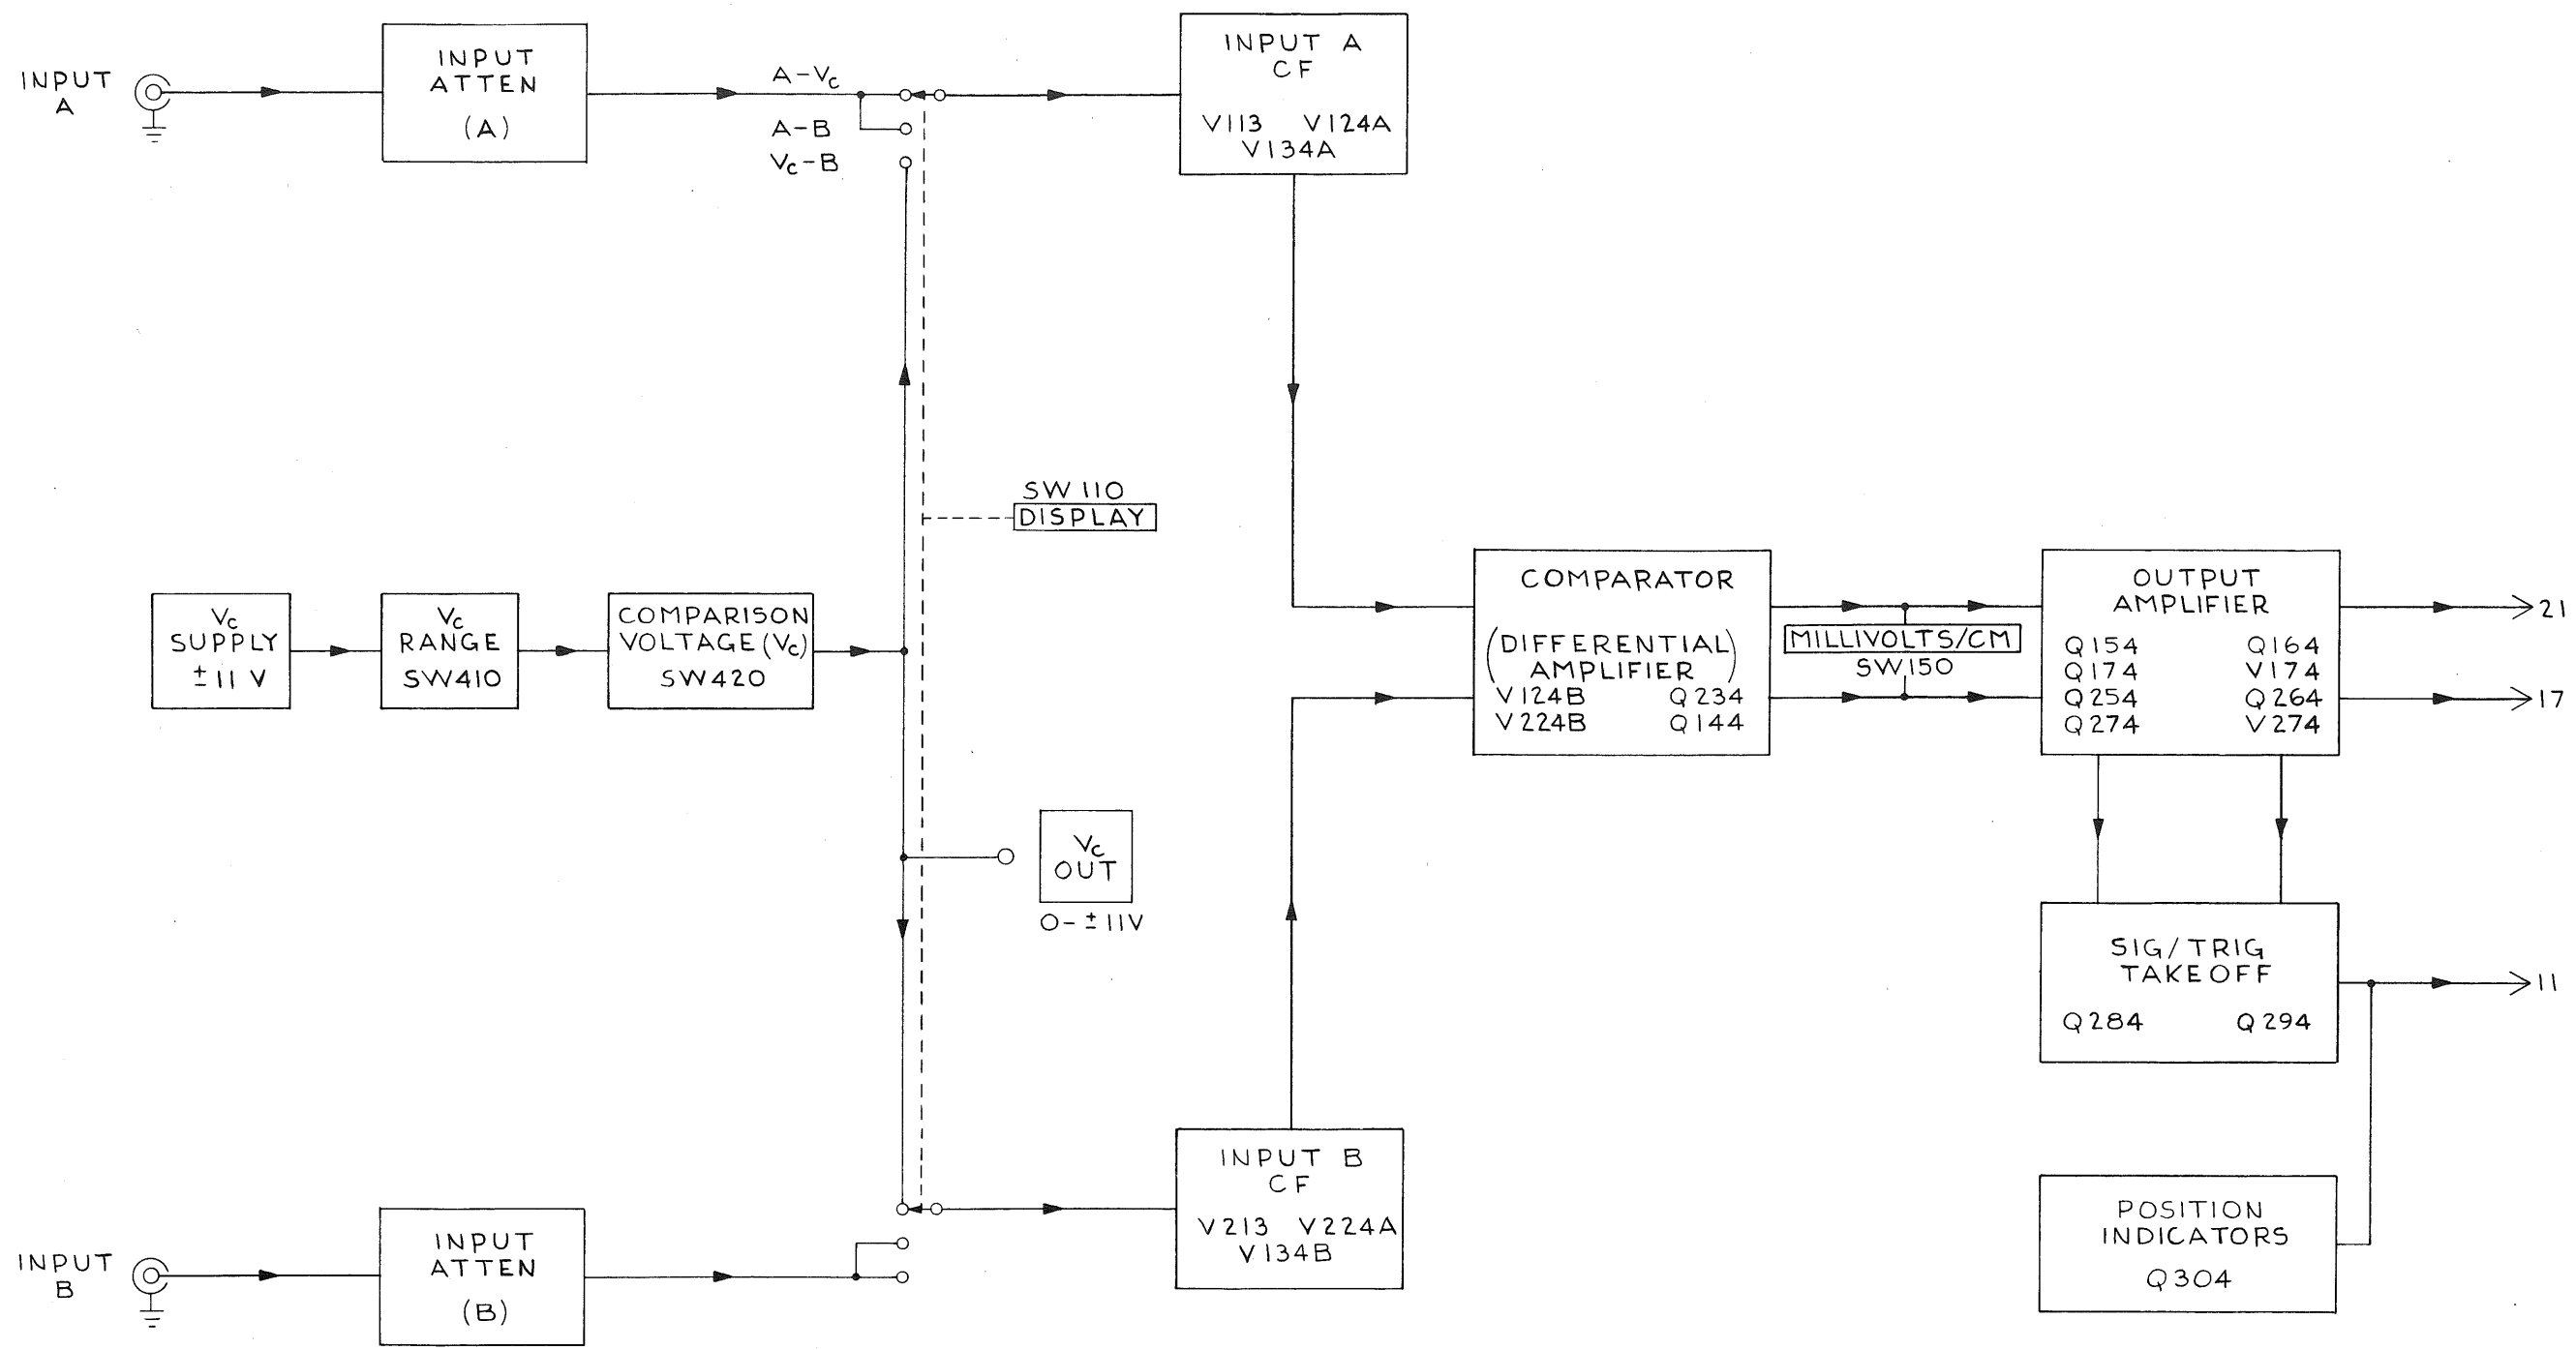 INPUT
A
INPUT
ATTEN
(A)
A-Vc
A-B
Vc-B
INPUT A
CF
V113 V124A
V134A
SW 110
DISPLAY
Vc
SUPPLY
±11 V
Vc
RANGE
SW410
COMPARISON
VOLTAGE (Vc)
SW420
Vc
OUT
0-±11V
COMPARATOR
(DIFFERENTIAL
AMPLIFIER)
V124B Q234
V224B Q144
MILLIVOLTS/CM
SW150
OUTPUT
AMPLIFIER
Q154 Q164
Q174 V174
Q254 Q264
Q274 V274
21
17
SIG/TRIG
TAKEOFF
Q284 Q294
11
INPUT
B
INPUT
ATTEN
(B)
INPUT B
CF
V213 V224A
V134B
POSITION
INDICATORS
Q304